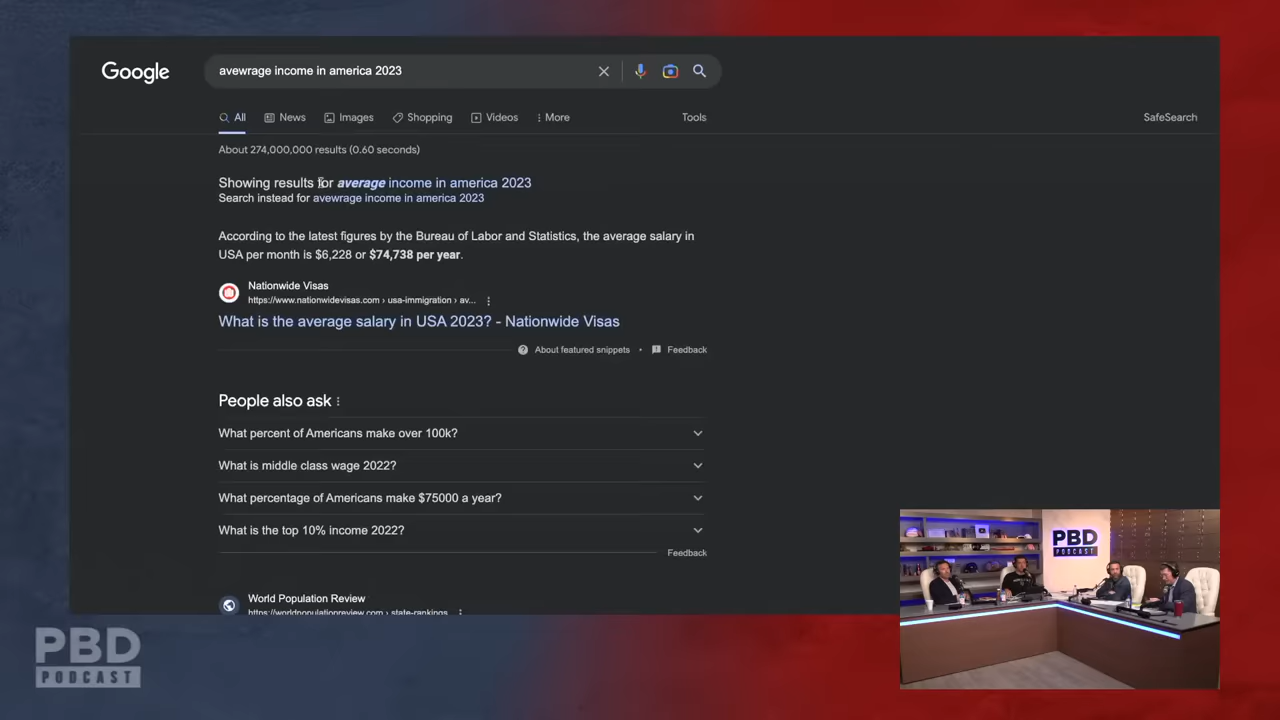 Google
avewrage income in america 2023
All
News
Images
Shopping
Videos
More
Tools
SafeSearch
About 274,000,000 results (0.60 seconds)
Showing results for average income in america 2023
Search instead for avewrage income in america 2023
According to the latest figures by the Bureau of Labor and Statistics, the average salary in
USA per month is $6,228 or $74,738 per year.
Nationwide Visas
https://www.nationwidevisas.com › usa-immigration › av...
What is the average salary in USA 2023? - Nationwide Visas
About featured snippets • Feedback
People also ask
What percent of Americans make over 100k?
What is middle class wage 2022?
What percentage of Americans make $75000 a year?
What is the top 10% income 2022?
Feedback
World Population Review
https://worldpopulationreview.com › state-rankings
PBD
PODCAST
PBD
PODCAST